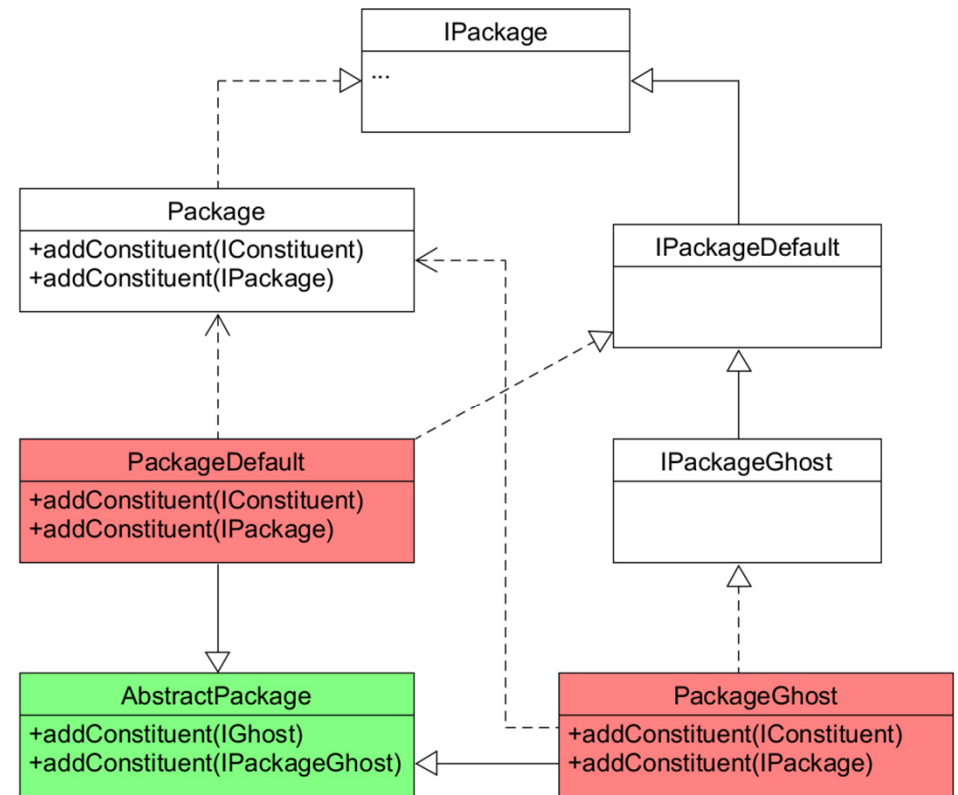 IPackage
...
Package
+addConstituent(IConstituent)
+addConstituent(IPackage)
IPackageDefault
PackageDefault
+addConstituent(IConstituent)
+addConstituent(IPackage)
IPackageGhost
AbstractPackage
+addConstituent(IGhost)
+addConstituent(IPackageGhost)
PackageGhost
+addConstituent(IConstituent)
+addConstituent(IPackage)